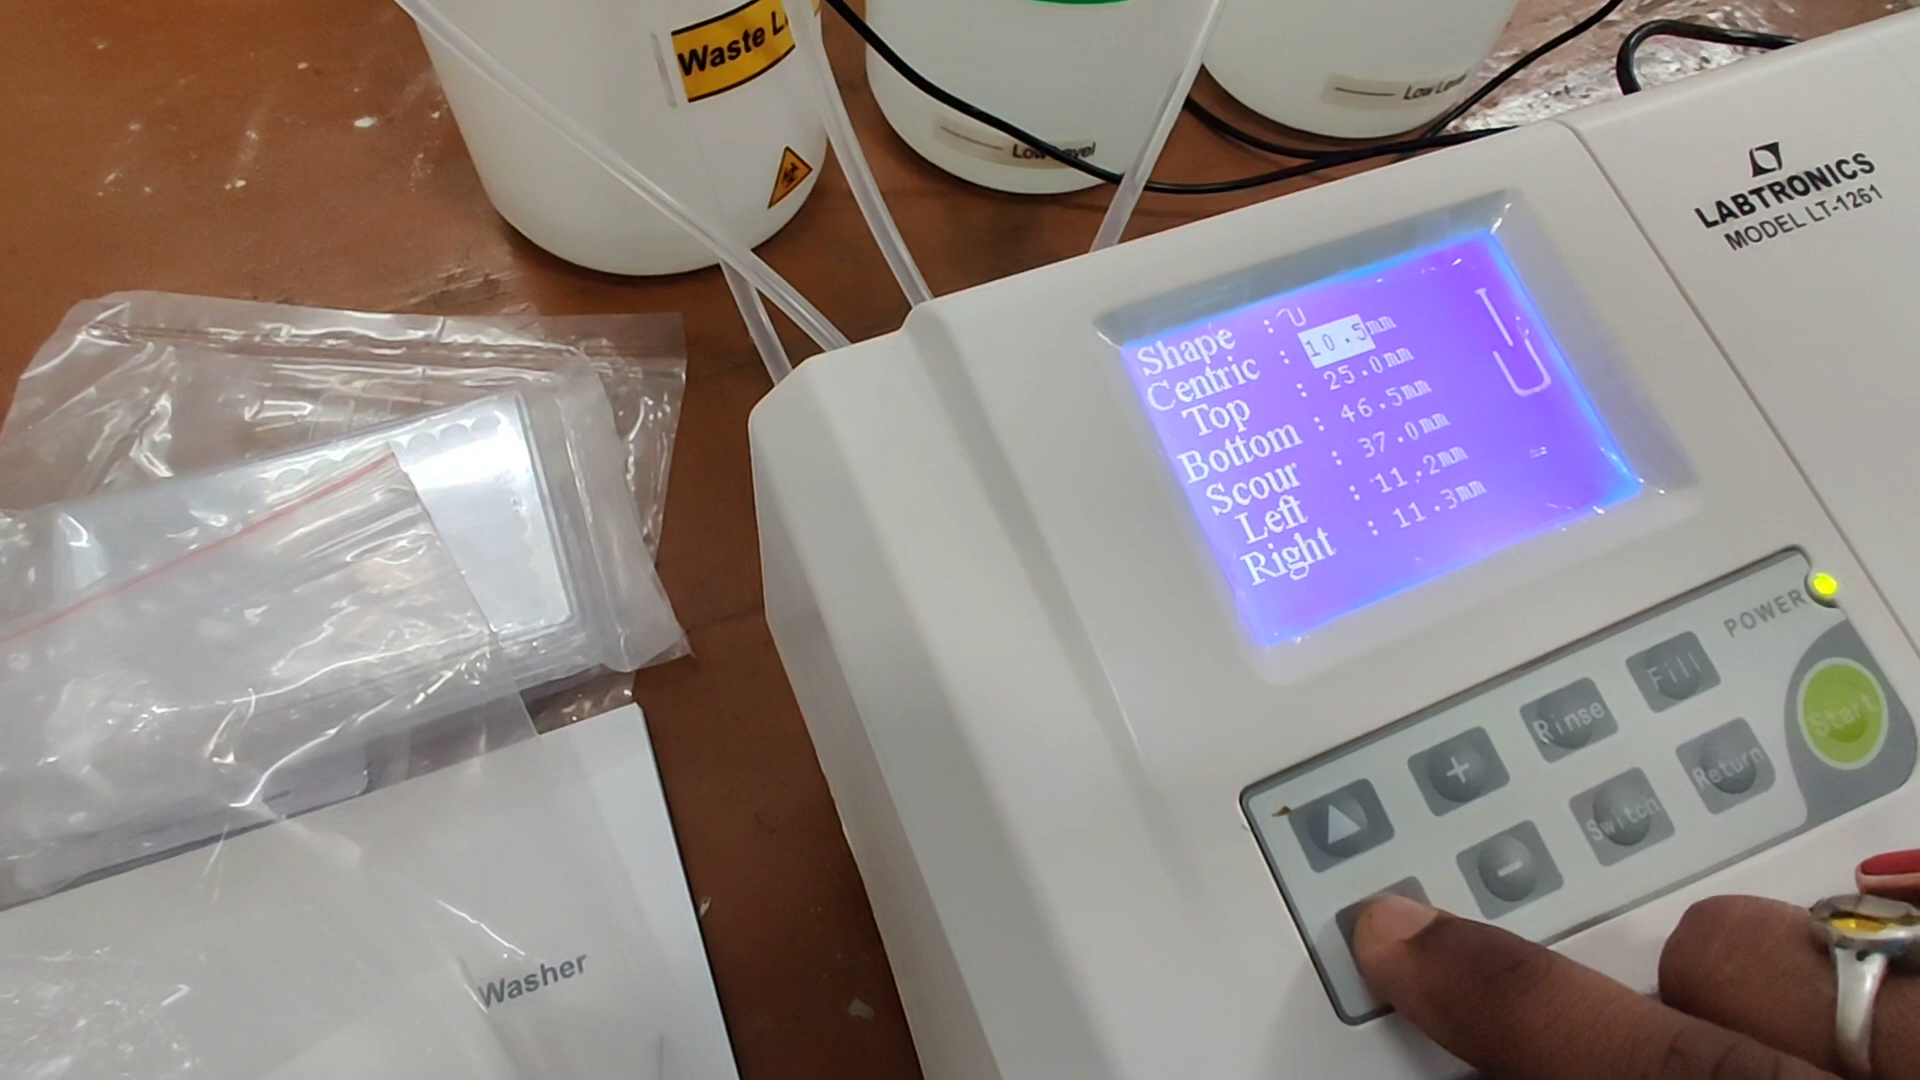 Waste L
Low Level
Low Level
LABTRONICS
MODEL LT-1261
Shape : U
Centric : 10.5mm
Top : 25.0mm
Bottom : 46.5mm
Scour : 37.0mm
Left : 11.2mm
Right : 11.3mm
POWER
+ Rinse Fill
- Switch Return Start
Washer